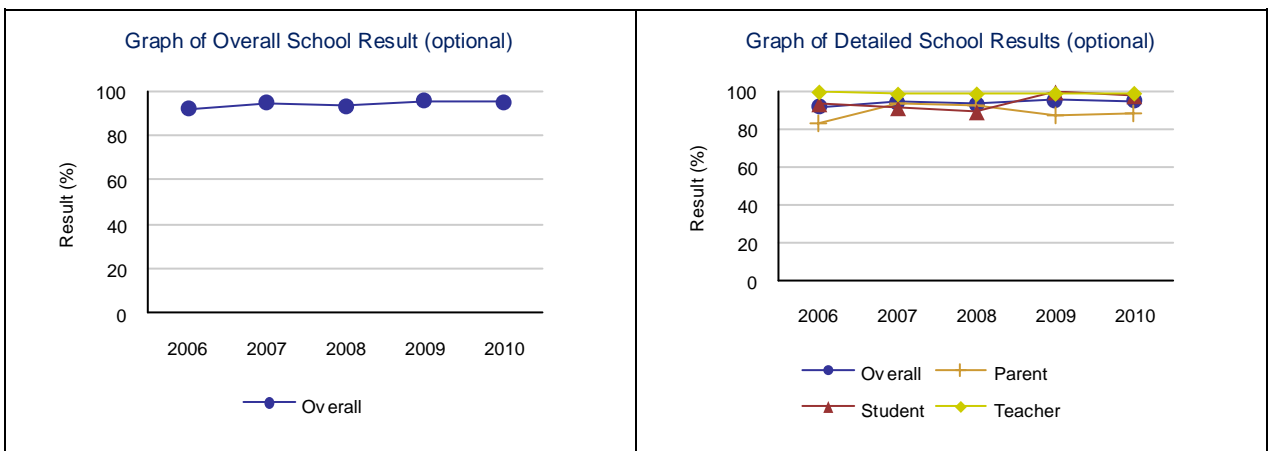 Graph of Overall School Result (optional)
100
80
60
40
20
0
Result (%)
2006 2007 2008 2009 2010
Overall
Graph of Detailed School Results (optional)
100
80
60
40
20
0
Result (%)
2006 2007 2008 2009 2010
Overall Parent
Student Teacher